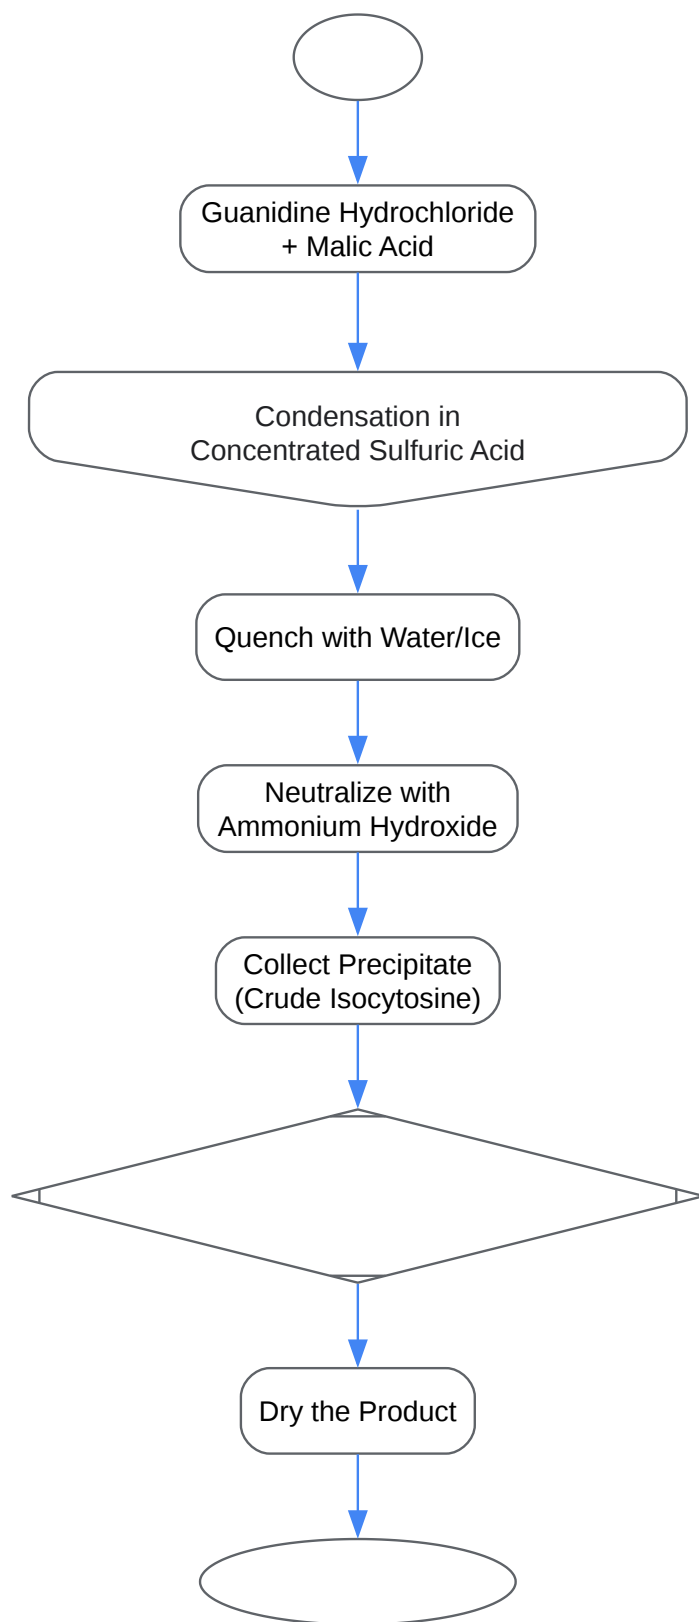 Guanidine Hydrochloride
+ Malic Acid
Condensation in
Concentrated Sulfuric Acid
Quench with Water/Ice
Neutralize with
Ammonium Hydroxide
Collect Precipitate
(Crude Isocytosine)
Dry the Product